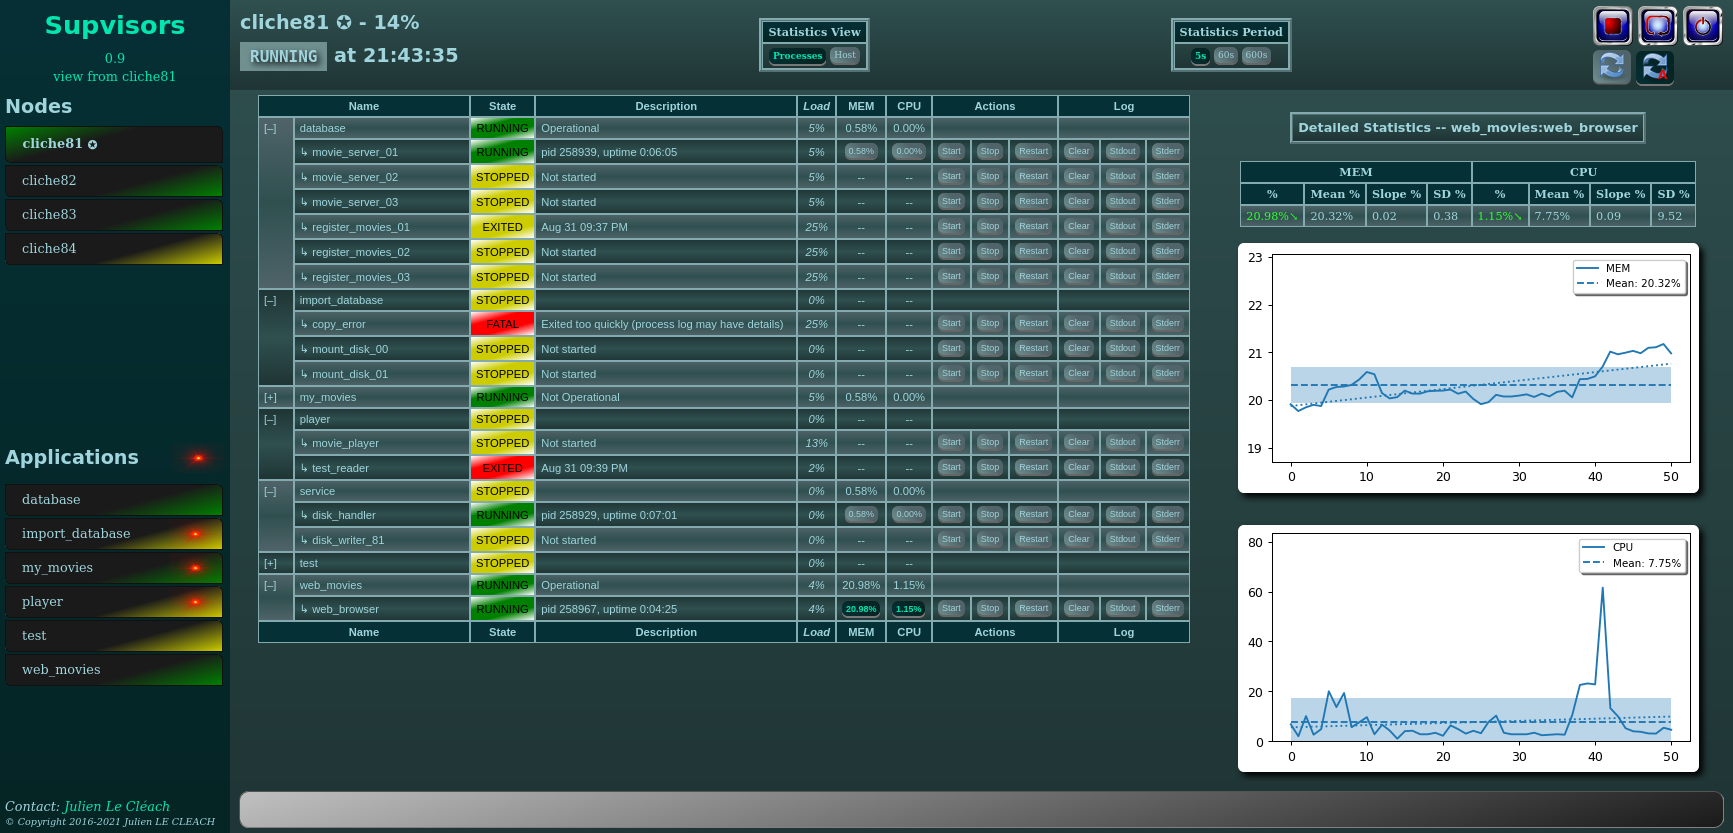 Supvisors
0.9
view from cliche81
Nodes
cliche81 ✪
cliche82
cliche83
cliche84
Applications
database
import_database
my_movies
player
test
web_movies
Contact: Julien Le Cléach
© Copyright 2016-2021 Julien LE CLEACH
cliche81 ✪ - 14%
RUNNING at 21:43:35
Statistics View
Processes Host
Statistics Period
5s 60s 600s
Name State Description Load MEM CPU Actions Log
[–] database RUNNING Operational 5% 0.58% 0.00%
↳ movie_server_01 RUNNING pid 258939, uptime 0:06:05 5% 0.58% 0.00% Start Stop Restart Clear Stdout Stderr
↳ movie_server_02 STOPPED Not started 5% -- -- Start Stop Restart Clear Stdout Stderr
↳ movie_server_03 STOPPED Not started 5% -- -- Start Stop Restart Clear Stdout Stderr
↳ register_movies_01 EXITED Aug 31 09:37 PM 25% -- -- Start Stop Restart Clear Stdout Stderr
↳ register_movies_02 STOPPED Not started 25% -- -- Start Stop Restart Clear Stdout Stderr
↳ register_movies_03 STOPPED Not started 25% -- -- Start Stop Restart Clear Stdout Stderr
[–] import_database STOPPED 0% -- --
↳ copy_error FATAL Exited too quickly (process log may have details) 25% -- -- Start Stop Restart Clear Stdout Stderr
↳ mount_disk_00 STOPPED Not started 0% -- -- Start Stop Restart Clear Stdout Stderr
↳ mount_disk_01 STOPPED Not started 0% -- -- Start Stop Restart Clear Stdout Stderr
[+] my_movies RUNNING Not Operational 5% 0.58% 0.00%
[–] player STOPPED 0% -- --
↳ movie_player STOPPED Not started 13% -- -- Start Stop Restart Clear Stdout Stderr
↳ test_reader EXITED Aug 31 09:39 PM 2% -- -- Start Stop Restart Clear Stdout Stderr
[–] service STOPPED 0% 0.58% 0.00%
↳ disk_handler RUNNING pid 258929, uptime 0:07:01 0% 0.58% 0.00% Start Stop Restart Clear Stdout Stderr
↳ disk_writer_81 STOPPED Not started 0% -- -- Start Stop Restart Clear Stdout Stderr
[+] test STOPPED 0% -- --
[–] web_movies RUNNING Operational 4% 20.98% 1.15%
↳ web_browser RUNNING pid 258967, uptime 0:04:25 4% 20.98% 1.15% Start Stop Restart Clear Stdout Stderr
Name State Description Load MEM CPU Actions Log
Detailed Statistics -- web_movies:web_browser
MEM CPU
% Mean % Slope % SD % % Mean % Slope % SD %
20.98%↘ 20.32% 0.02 0.38 1.15%↘ 7.75% 0.09 9.52
MEM
Mean: 20.32%
23
22
21
20
19
0 10 20 30 40 50
CPU
Mean: 7.75%
80
60
40
20
0
0 10 20 30 40 50